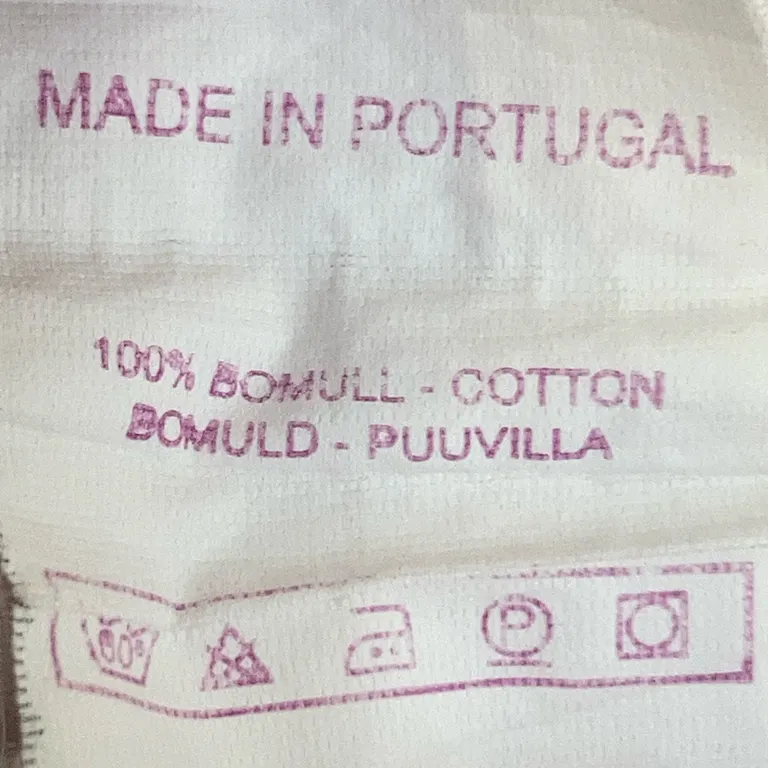 MADE IN PORTUGAL
100% BOMULL - COTTON
BOMULD - PUUVILLA
60° P